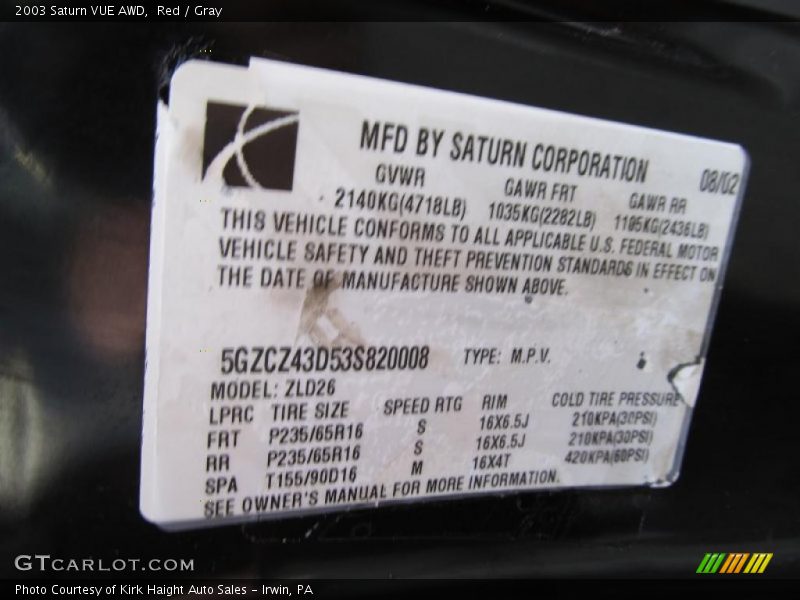 2003 Saturn VUE AWD, Red / Gray
MFD BY SATURN CORPORATION 08/02
GVWR GAWR FRT GAWR RR
2140KG(4718LB) 1035KG(2282LB) 1105KG(2436LB)
THIS VEHICLE CONFORMS TO ALL APPLICABLE U.S. FEDERAL MOTOR
VEHICLE SAFETY AND THEFT PREVENTION STANDARDS IN EFFECT ON
THE DATE OF MANUFACTURE SHOWN ABOVE.
5GZCZ43D53S820008 TYPE: M.P.V.
MODEL: ZLD26
LPRC TIRE SIZE SPEED RTG RIM COLD TIRE PRESSURE
FRT P235/65R16 S 16X6.5J 210KPA(30PSI)
RR P235/65R16 S 16X6.5J 210KPA(30PSI)
SPA T155/90D16 M 16X4T 420KPA(60PSI)
SEE OWNER'S MANUAL FOR MORE INFORMATION.
GTCARLOT.COM
Photo Courtesy of Kirk Haight Auto Sales - Irwin, PA